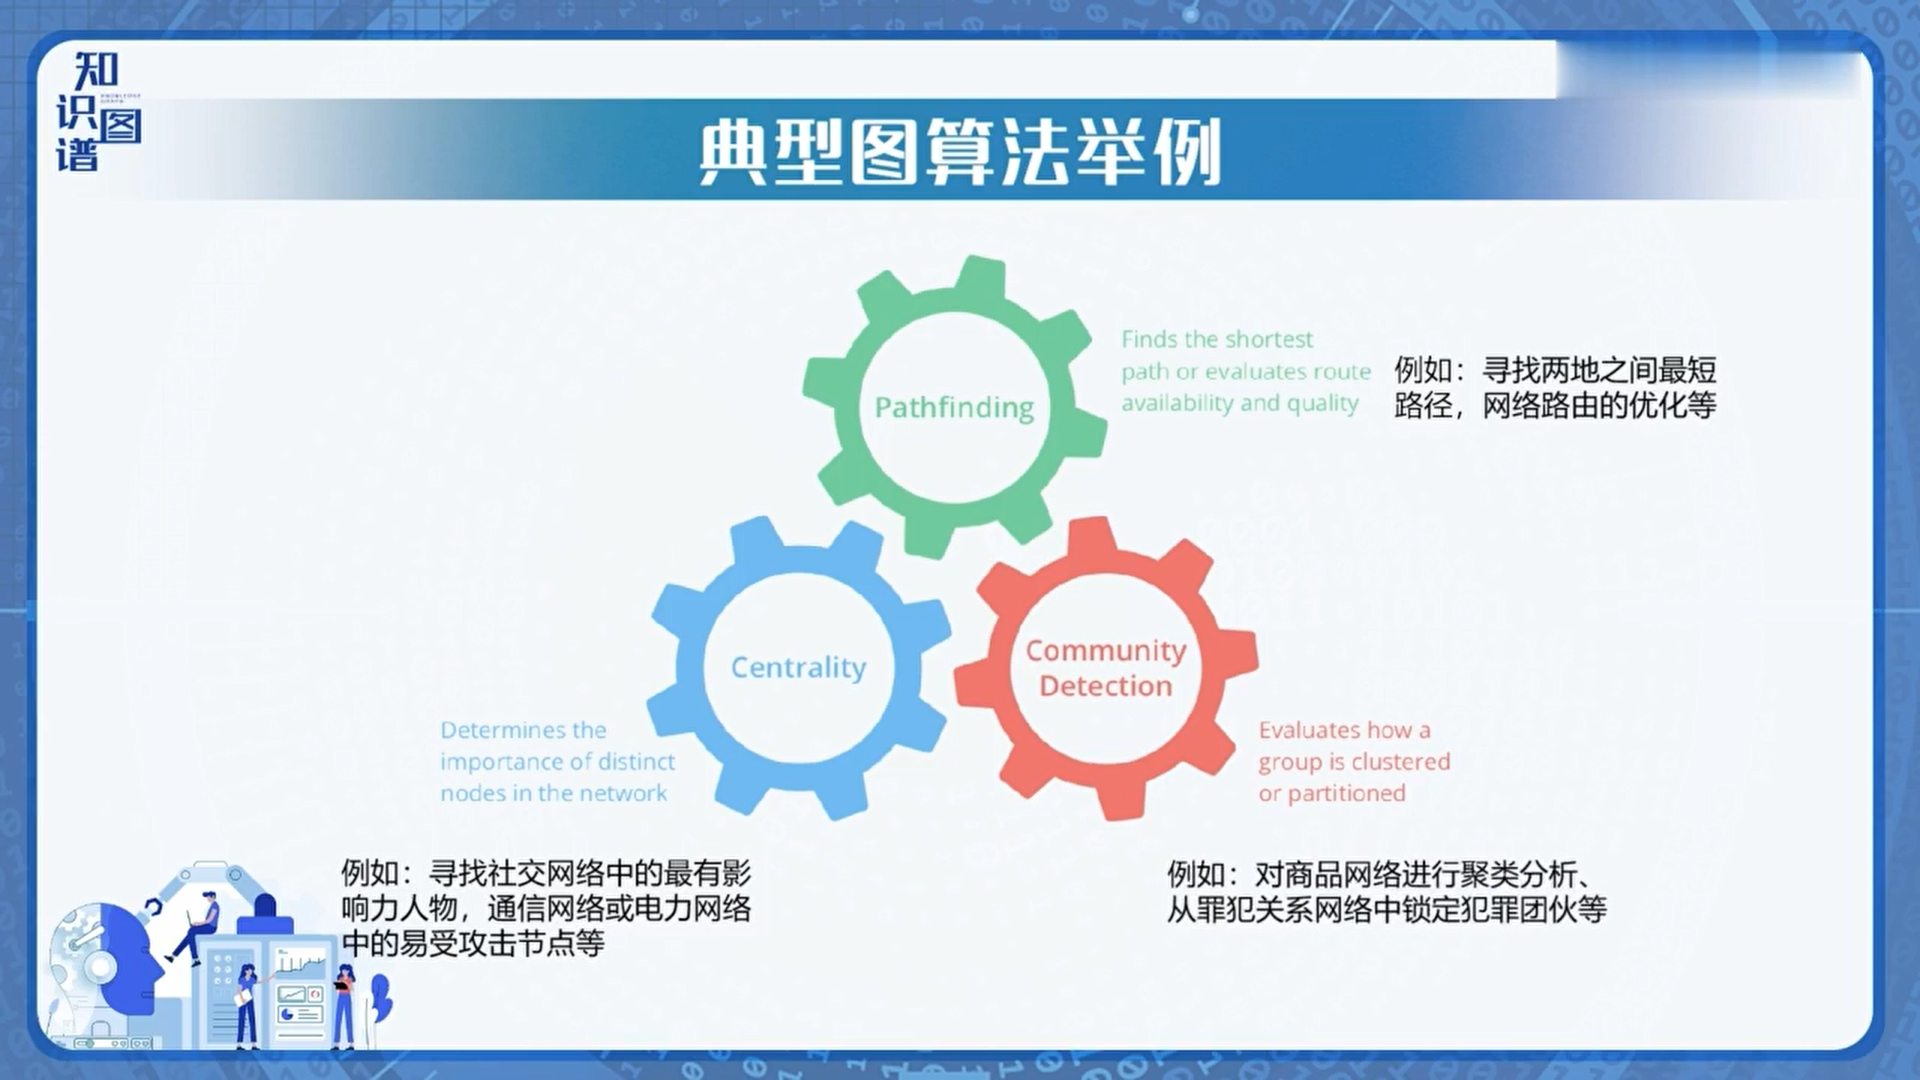 知
识图
谱
典型图算法举例
Pathfinding
Finds the shortest
path or evaluates route
availability and quality
例如：寻找两地之间最短
路径，网络路由的优化等
Centrality
Determines the
importance of distinct
nodes in the network
例如：寻找社交网络中的最有影
响力人物，通信网络或电力网络
中的易受攻击节点等
Community
Detection
Evaluates how a
group is clustered
or partitioned
例如：对商品网络进行聚类分析、
从罪犯关系网络中锁定犯罪团伙等